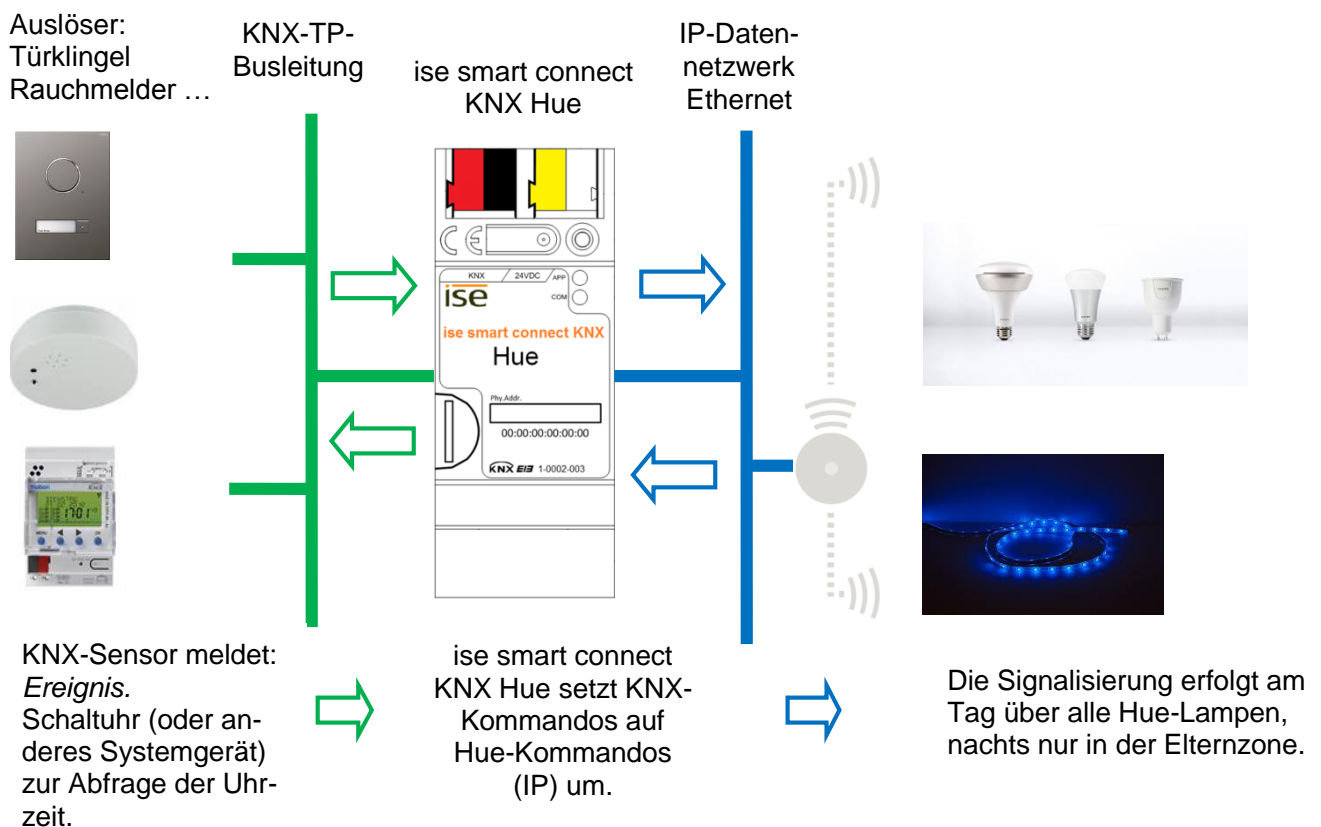 Auslöser:
Türklingel
Rauchmelder …
KNX-TP-
Busleitung
ise smart connect
KNX Hue
IP-Daten-
netzwerk
Ethernet
KNX
24VDC
APP
COM
ise
ise smart connect KNX
Hue
Phy.Addr.
00:00:00:00:00:00
KNX EIB 1-0002-003
MENU
OK
KNX-Sensor meldet:
Ereignis.
Schaltuhr (oder an-
deres Systemgerät)
zur Abfrage der Uhr-
zeit.
ise smart connect
KNX Hue setzt KNX-
Kommandos auf
Hue-Kommandos
(IP) um.
Die Signalisierung erfolgt am
Tag über alle Hue-Lampen,
nachts nur in der Elternzone.